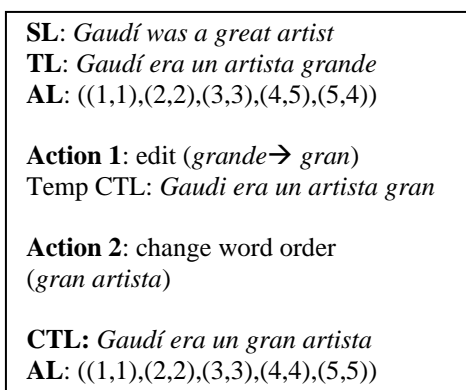 SL: Gaudí was a great artist
TL: Gaudí era un artista grande
AL: ((1,1),(2,2),(3,3),(4,5),(5,4))
Action 1: edit (grande→ gran)
Temp CTL: Gaudi era un artista gran
Action 2: change word order
(gran artista)
CTL: Gaudí era un gran artista
AL: ((1,1),(2,2),(3,3),(4,4),(5,5))